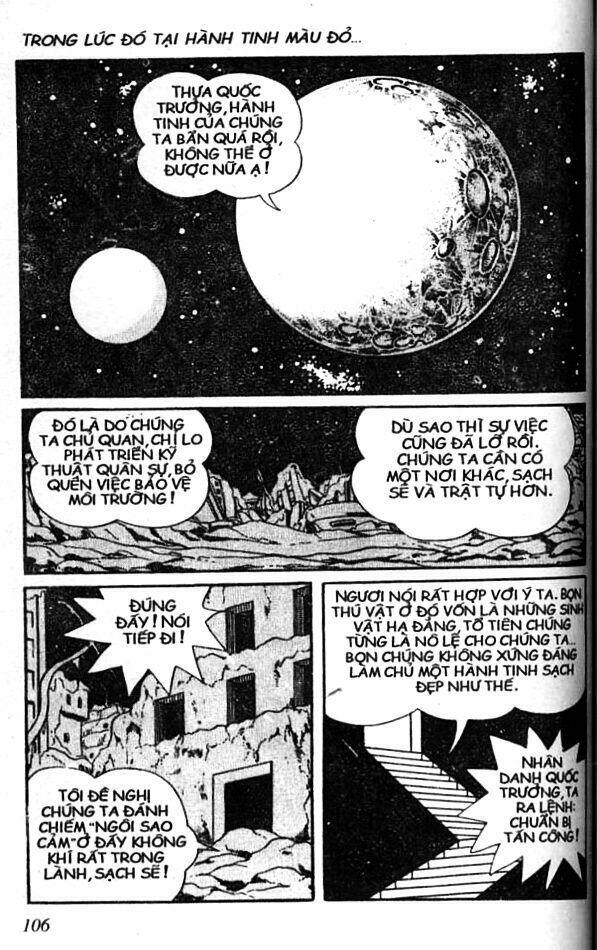 TRONG LÚC ĐÓ TẠI HÀNH TINH MÀU ĐỎ...
THƯA QUỐC
TRƯỞNG, HÀNH
TINH CỦA CHÚNG
TA BẨN QUÁ RỒI,
KHÔNG THỂ Ở
ĐƯỢC NỮA Ạ!
ĐÓ LÀ DO CHÚNG
TA CHỦ QUAN, CHỈ LO
PHÁT TRIỂN KỸ
THUẬT QUÂN SỰ, BỎ
QUÊN VIỆC BẢO VỆ
MÔI TRƯỜNG!
DÙ SAO THÌ SỰ VIỆC
CŨNG ĐÃ LỠ RỒI.
CHÚNG TA CẦN CÓ
MỘT NƠI KHÁC, SẠCH
SẼ VÀ TRẬT TỰ HƠN.
ĐÚNG
ĐẤY! NÓI
TIẾP ĐI!
TÔI ĐỀ NGHỊ
CHÚNG TA ĐÁNH
CHIẾM "NGÔI SAO
CẢM" Ở ĐẤY KHÔNG
KHÍ RẤT TRONG
LÀNH, SẠCH SẼ!
NGƯƠI NÓI RẤT HỢP VỚI Ý TA. BỌN
THÚ VẬT Ở ĐÓ VỐN LÀ NHỮNG SINH
VẬT HẠ ĐẲNG, TỔ TIÊN CHÚNG
TỪNG LÀ NÔ LỆ CHO CHÚNG TA...
BỌN CHÚNG KHÔNG XỨNG ĐÁNG
LÀM CHỦ MỘT HÀNH TINH SẠCH
ĐẸP NHƯ THẾ.
NHÂN
DANH QUỐC
TRƯỞNG, TA
RA LỆNH:
CHUẨN BỊ
TẤN CÔNG!
106